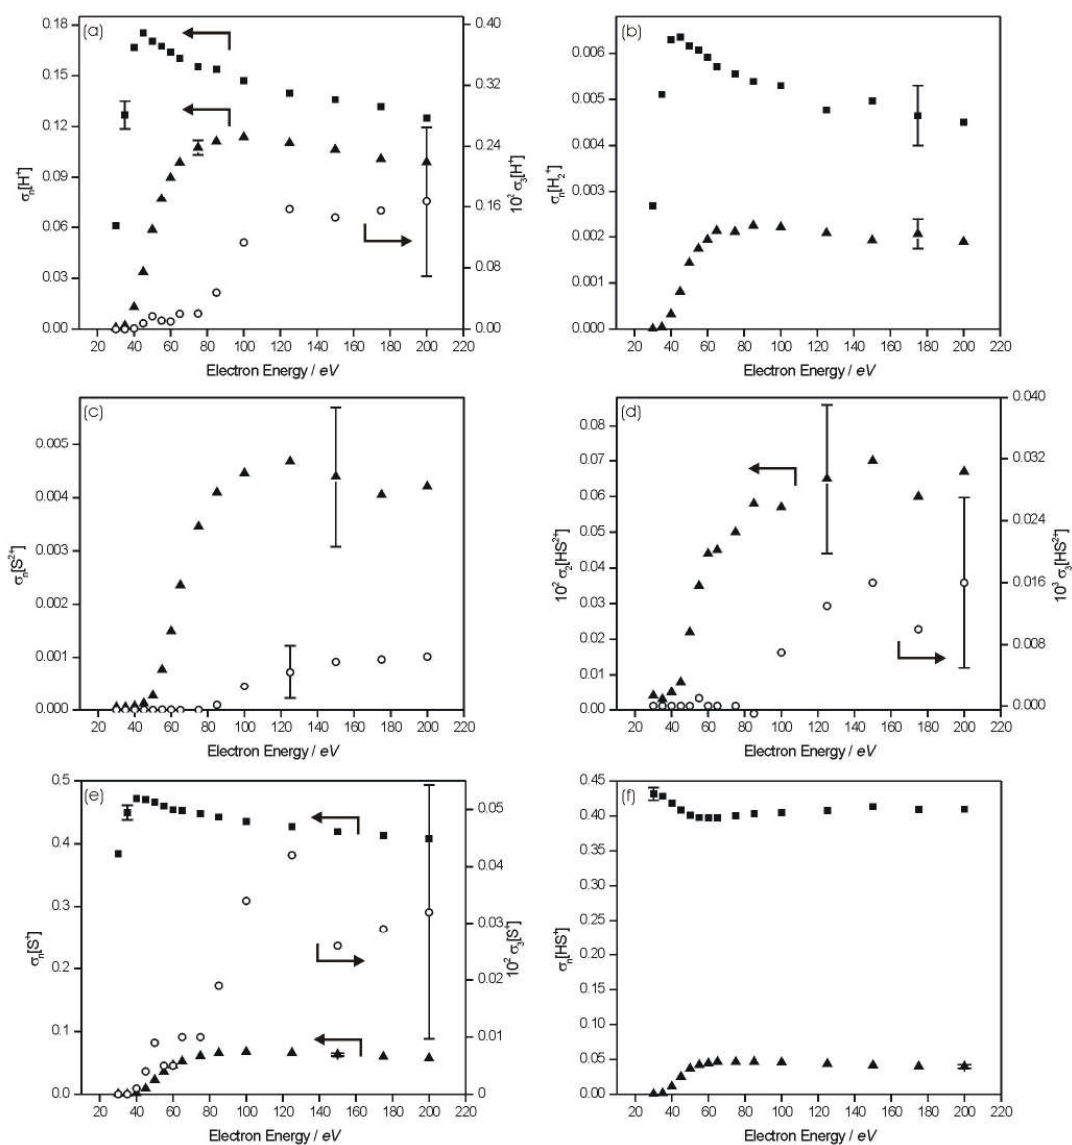 (a)
0.18
0.15
0.12
0.09
0.06
0.03
0.00
σn[H+]
0.40
0.32
0.24
0.16
0.08
0.00
10² σ3[H+]
20 40 60 80 100 120 140 160 180 200 220
Electron Energy / eV
(b)
0.006
0.005
0.004
0.003
0.002
0.001
0.000
σn[H2+]
20 40 60 80 100 120 140 160 180 200 220
Electron Energy / eV
(c)
0.005
0.004
0.003
0.002
0.001
0.000
σn[S2+]
20 40 60 80 100 120 140 160 180 200 220
Electron Energy / eV
(d)
0.08
0.07
0.06
0.05
0.04
0.03
0.02
0.01
0.00
10² σ2[HS2+]
0.040
0.032
0.024
0.016
0.008
0.000
10³ σ3[HS2+]
20 40 60 80 100 120 140 160 180 200 220
Electron Energy / eV
(e)
0.5
0.4
0.3
0.2
0.1
0.0
σn[S+]
0.05
0.04
0.03
0.02
0.01
0
10² σ3[S+]
20 40 60 80 100 120 140 160 180 200 220
Electron Energy / eV
(f)
0.45
0.40
0.35
0.30
0.25
0.20
0.15
0.10
0.05
0.00
σn[HS+]
20 40 60 80 100 120 140 160 180 200 220
Electron Energy / eV